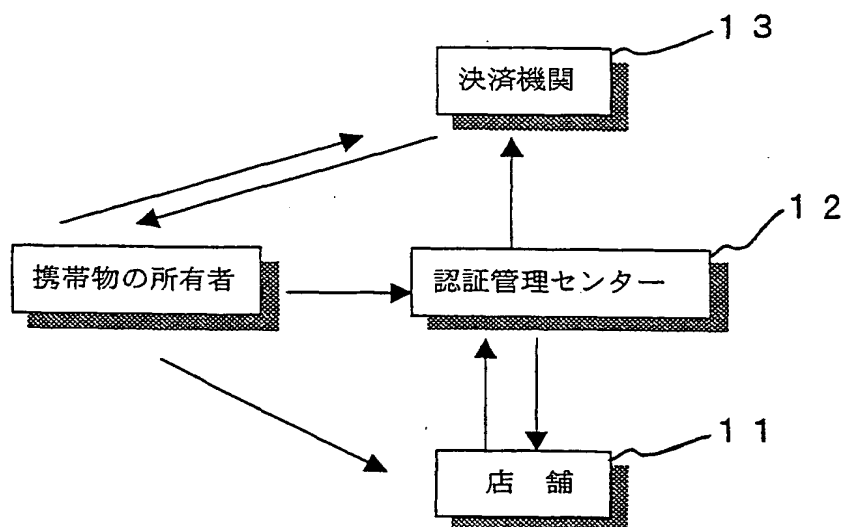 １３
決済機関
１２
携帯物の所有者
認証管理センター
１１
店　舗